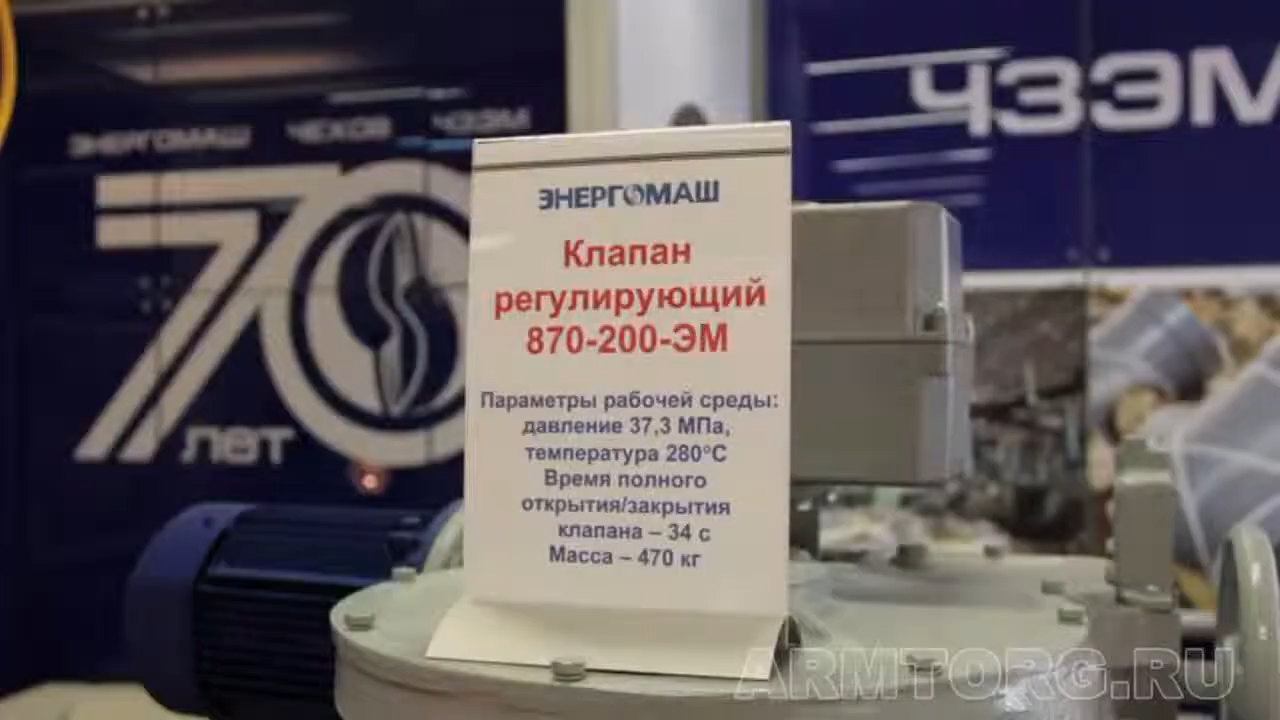 ЭНЕРГОМАШ ЧЕХОВ ЧЗЭМ
70
лет
ЧЗЭМ
ЭНЕРГОМАШ
Клапан
регулирующий
870-200-ЭМ
Параметры рабочей среды:
давление 37,3 МПа,
температура 280°С
Время полного
открытия/закрытия
клапана – 34 с
Масса – 470 кг
ARMTORG.RU